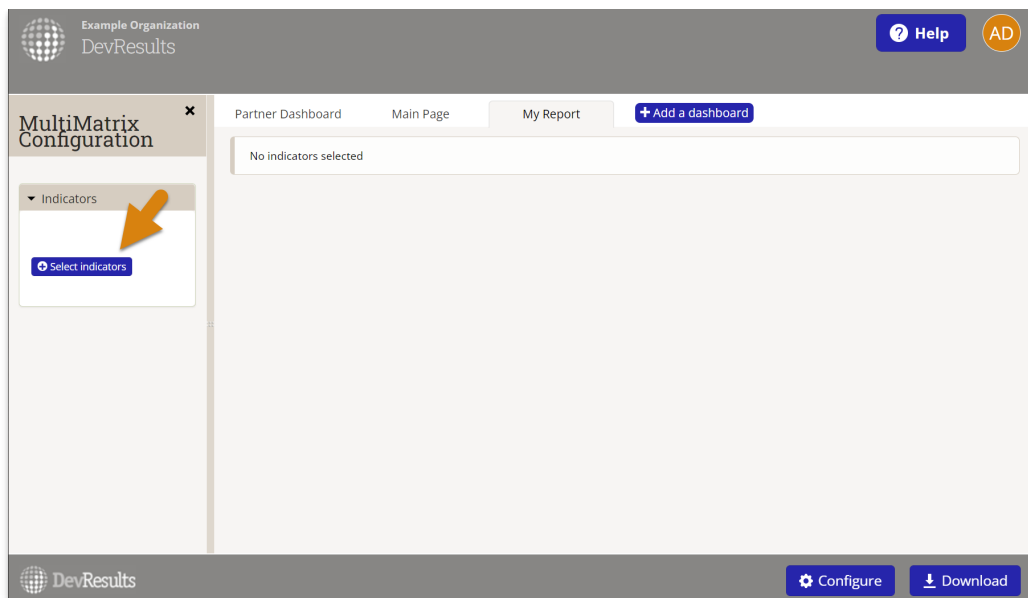 Example Organization
DevResults
Help
AD
MultiMatrix
Configuration
Partner Dashboard
Main Page
My Report
Add a dashboard
No indicators selected
Indicators
Select indicators
DevResults
Configure
Download